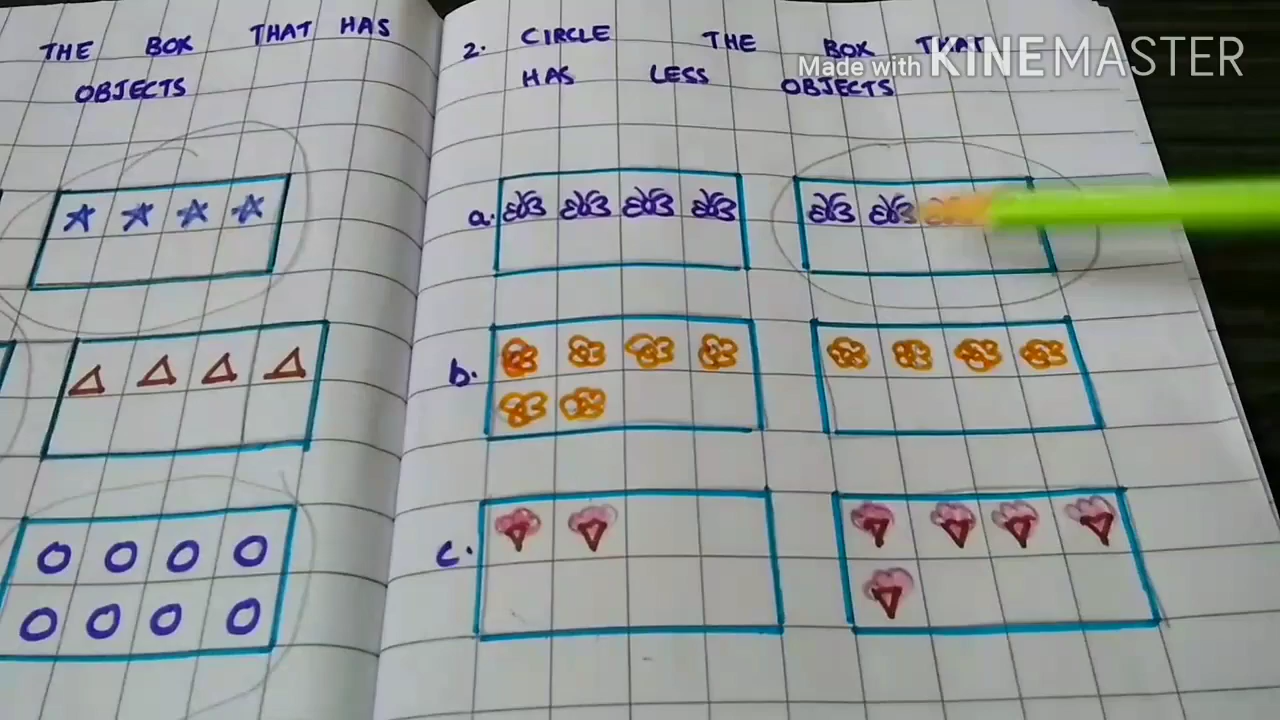 THE BOX THAT HAS
OBJECTS
2. CIRCLE THE BOX THAT
HAS LESS OBJECTS
Made with KINEMASTER
a.
b.
c.